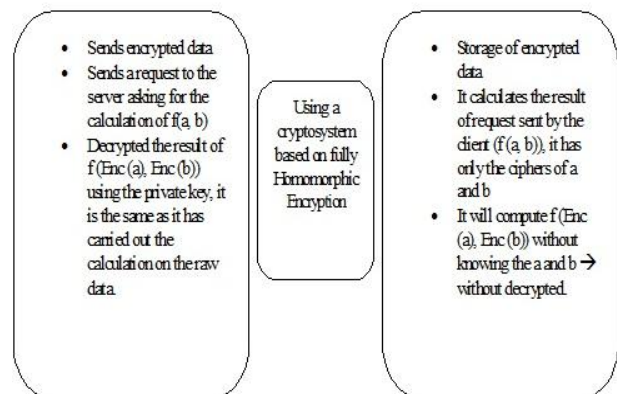 • Sends encrypted data
• Sends a request to the
server asking for the
calculation of f(a, b)
• Decrypted the result of
f (Enc (a), Enc (b))
using the private key, it
is the same as it has
carried out the
calculation on the raw
data.
Using a
cryptosystem
based on fully
Homomorphic
Encryption
• Storage of encrypted
data
• It calculates the result
of request sent by the
client (f (a, b)), it has
only the ciphers of a
and b
• It will compute f (Enc
(a), Enc (b)) without
knowing the a and b →
without decrypted.